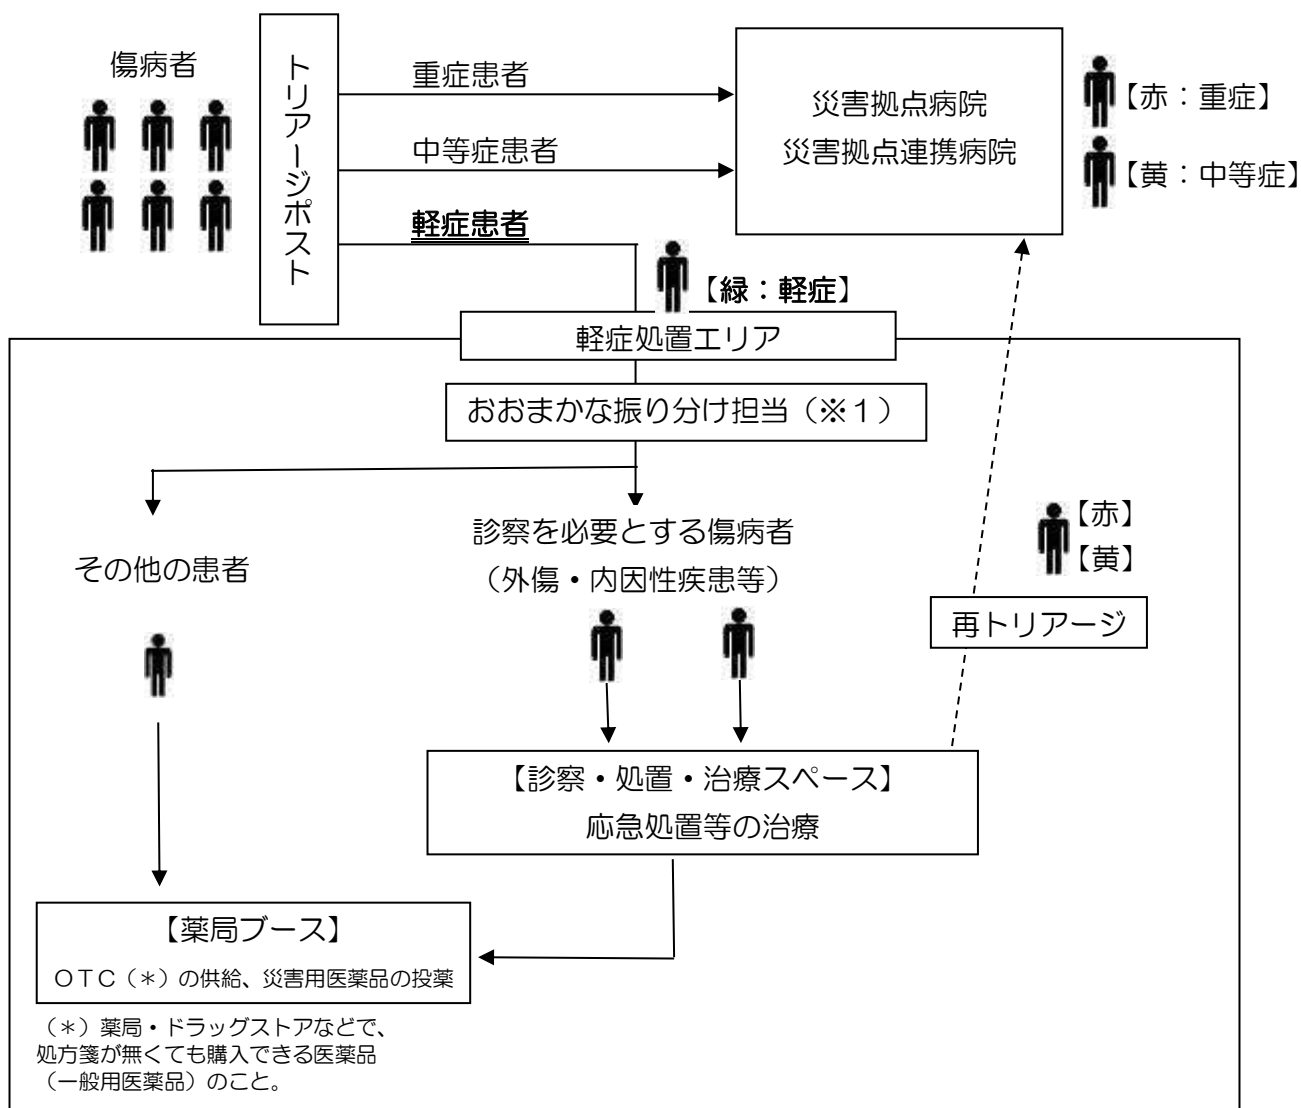 傷病者
トリアージポスト
重症患者
中等症患者
軽症患者
災害拠点病院
災害拠点連携病院
【赤：重症】
【黄：中等症】
【緑：軽症】
軽症処置エリア
おおまかな振り分け担当（※１）
その他の患者
診察を必要とする傷病者
（外傷・内因性疾患等）
【赤】
【黄】
再トリアージ
【診察・処置・治療スペース】
応急処置等の治療
【薬局ブース】
ＯＴＣ（＊）の供給、災害用医薬品の投薬
（＊）薬局・ドラッグストアなどで、
処方箋が無くても購入できる医薬品
（一般用医薬品）のこと。